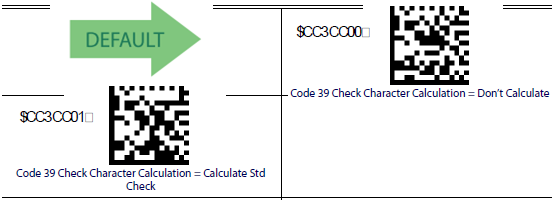 DEFAULT
$CC3CC00□
Code 39 Check Character Calculation = Don't Calculate
$CC3CC01□
Code 39 Check Character Calculation = Calculate Std
Check